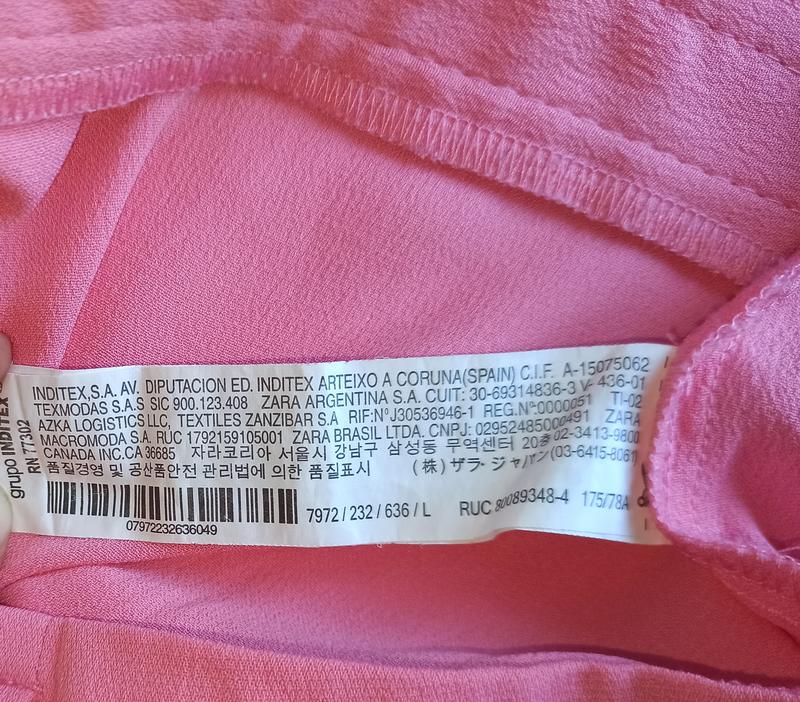 grupo INDITEX
RN 77302
INDITEX,S.A. AV. DIPUTACION ED. INDITEX ARTEIXO A CORUNA(SPAIN) C.I.F. A-15075062
TEXMODAS S.A.S SIC 900.123.408 ZARA ARGENTINA S.A. CUIT: 30-69314836-3 V- 436-01
AZKA LOGISTICS LLC, TEXTILES ZANZIBAR S.A RIF:NºJ30536946-1 REG.Nº:0000051 TI-02
MACROMODA S.A. RUC 1792159105001 ZARA BRASIL LTDA. CNPJ: 02952485000491 ZARA
CANADA INC.CA 36685 자라코리아 서울시 강남구 삼성동 무역센터 02-3413-9800
품질경영 및 공산품안전 관리법에 의한 품질표시 (株) ザラ・ジャパン(03-6415-8061)
07972232636049
7972 / 232 / 636 / L RUC 80089348-4 175/78A